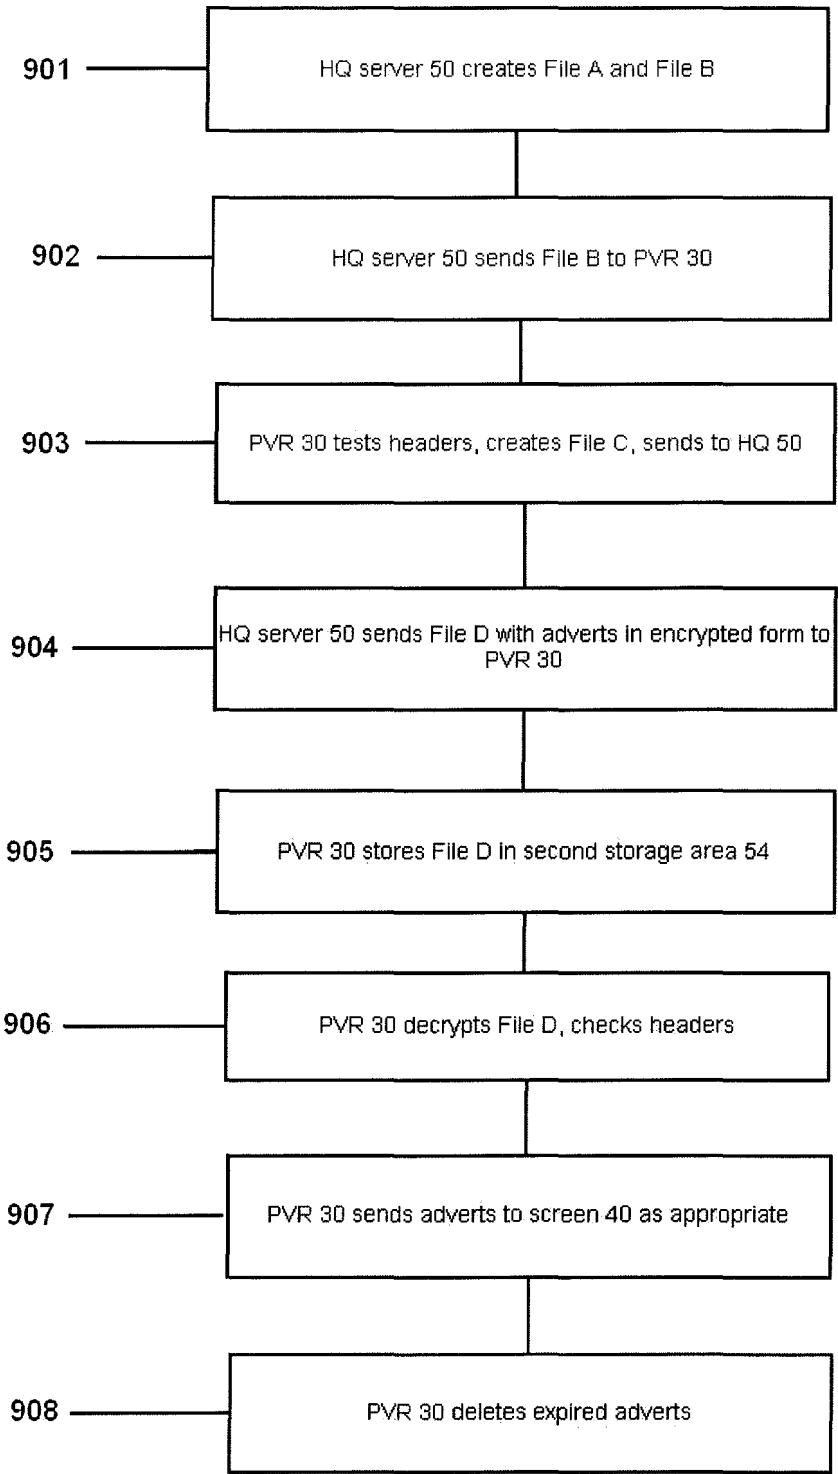 901
HQ server 50 creates File A and File B
902
HQ server 50 sends File B to PVR 30
903
PVR 30 tests headers, creates File C, sends to HQ 50
904
HQ server 50 sends File D with adverts in encrypted form to
PVR 30
905
PVR 30 stores File D in second storage area 54
906
PVR 30 decrypts File D, checks headers
907
PVR 30 sends adverts to screen 40 as appropriate
908
PVR 30 deletes expired adverts